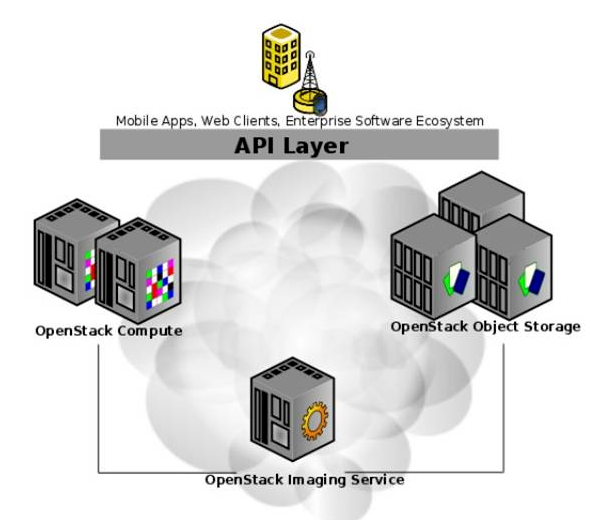 Mobile Apps, Web Clients, Enterprise Software Ecosystem
API Layer
OpenStack Compute
OpenStack Object Storage
OpenStack Imaging Service